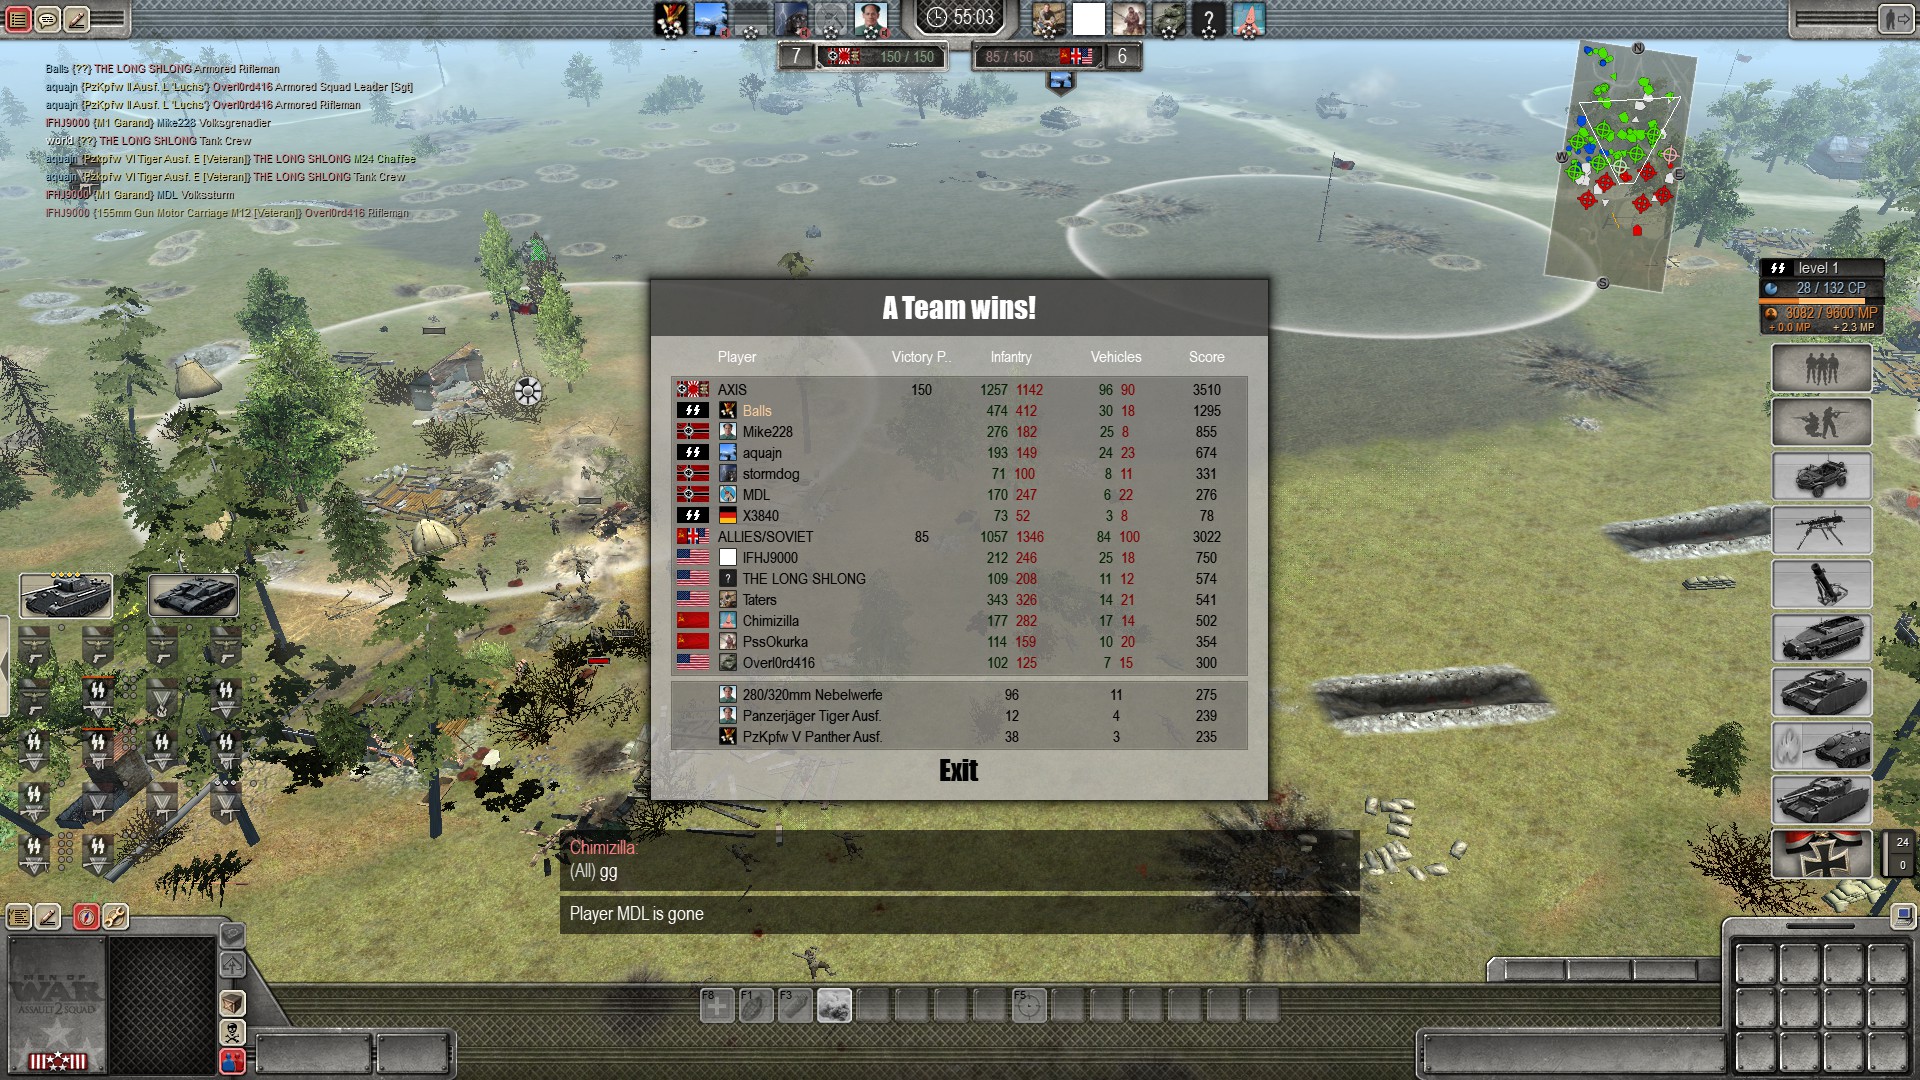 55:03
7 150 / 150 85 / 150 6
Balls {??} THE LONG SHLONG Armored Rifleman
aquajn {PzKpfw II Ausf. L 'Luchs'} Overl0rd416 Armored Squad Leader [Sgt]
aquajn {PzKpfw II Ausf. L 'Luchs'} Overl0rd416 Armored Rifleman
IFHJ9000 {M1 Garand} Mike228 Volksgrenadier
world {??} THE LONG SHLONG Tank Crew
aquajn {Pzkpfw VI Tiger Ausf. E [Veteran]} THE LONG SHLONG M24 Chaffee
aquajn {Pzkpfw VI Tiger Ausf. E [Veteran]} THE LONG SHLONG Tank Crew
IFHJ9000 {M1 Garand} MDL Volkssturm
IFHJ9000 {155mm Gun Motor Carriage M12 [Veteran]} Overl0rd416 Rifleman
N
W
E
S
level 1
28 / 132 CP
3082 / 9600 MP
+ 0.0 MP + 2.3 MP
A Team wins!
Player Victory P.. Infantry Vehicles Score
AXIS 150 1257 1142 96 90 3510
Balls 474 412 30 18 1295
Mike228 276 182 25 8 855
aquajn 193 149 24 23 674
stormdog 71 100 8 11 331
MDL 170 247 6 22 276
X3840 73 52 3 8 78
ALLIES/SOVIET 85 1057 1346 84 100 3022
IFHJ9000 212 246 25 18 750
? THE LONG SHLONG 109 208 11 12 574
Taters 343 326 14 21 541
Chimizilla 177 282 17 14 502
PssOkurka 114 159 10 20 354
Overl0rd416 102 125 7 15 300
280/320mm Nebelwerfe 96 11 275
Panzerjäger Tiger Ausf. 12 4 239
PzKpfw V Panther Ausf. 38 3 235
Exit
Chimizilla:
(All) gg
Player MDL is gone
24
0
F8 F1 F3 F5
MEN OF
WAR
ASSAULT SQUAD 2